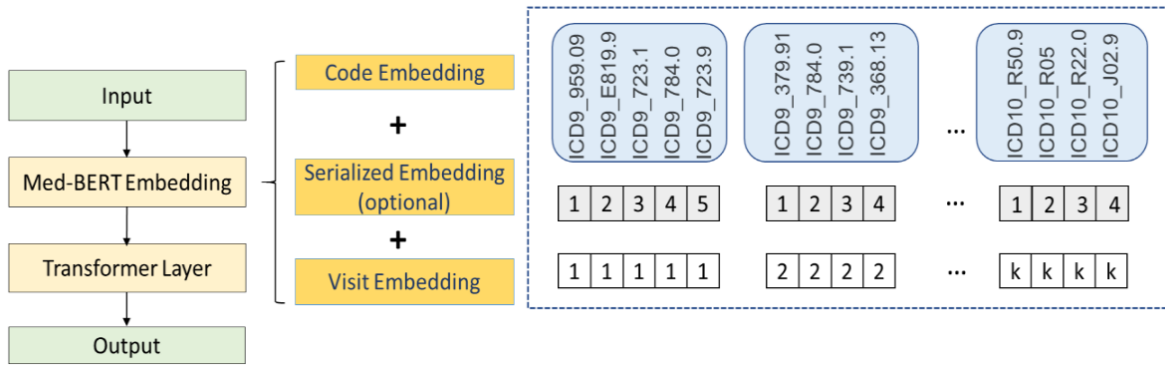 Input
Med-BERT Embedding
Transformer Layer
Output
Code Embedding
+
Serialized Embedding
(optional)
+
Visit Embedding
ICD9_959.09
ICD9_E819.9
ICD9_723.1
ICD9_784.0
ICD9_723.9
ICD9_379.91
ICD9_784.0
ICD9_739.1
ICD9_368.13
...
ICD10_R50.9
ICD10_R05
ICD10_R22.0
ICD10_J02.9
1 2 3 4 5 1 2 3 4 ... 1 2 3 4
1 1 1 1 1 2 2 2 2 ... k k k k